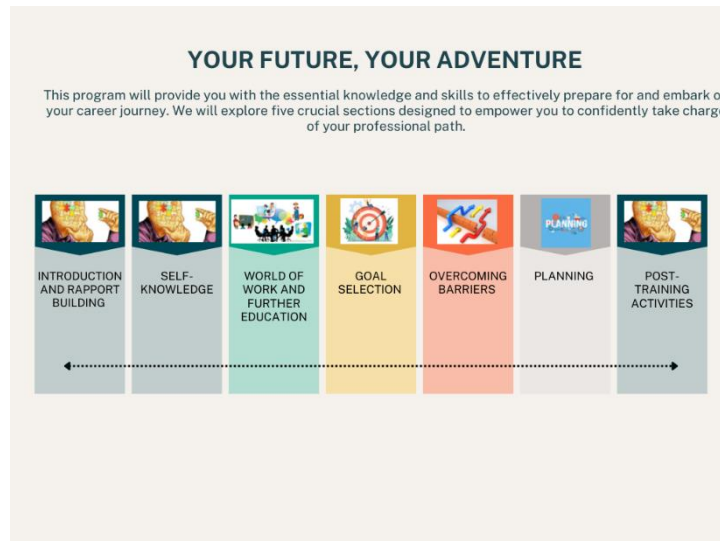 YOUR FUTURE, YOUR ADVENTURE
This program will provide you with the essential knowledge and skills to effectively prepare for and embark o
your career journey. We will explore five crucial sections designed to empower you to confidently take charg
of your professional path.
PLANNING
INTRODUCTION
AND RAPPORT
BUILDING
SELF-
KNOWLEDGE
WORLD OF
WORK AND
FURTHER
EDUCATION
GOAL
SELECTION
OVERCOMING
BARRIERS
PLANNING
POST-
TRAINING
ACTIVITIES